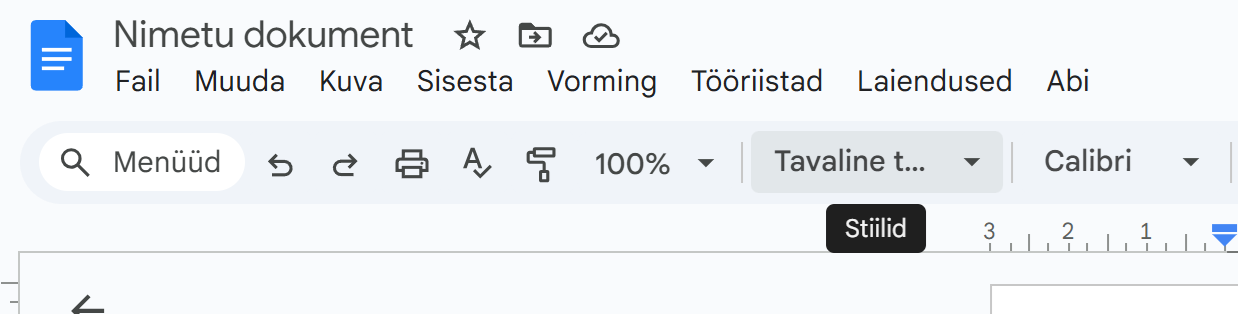 Nimetu dokument
Fail Muuda Kuva Sisesta Vorming Tööriistad Laiendused Abi
Menüüd 100% Tavaline t... Calibri
Stiilid
3 2 1